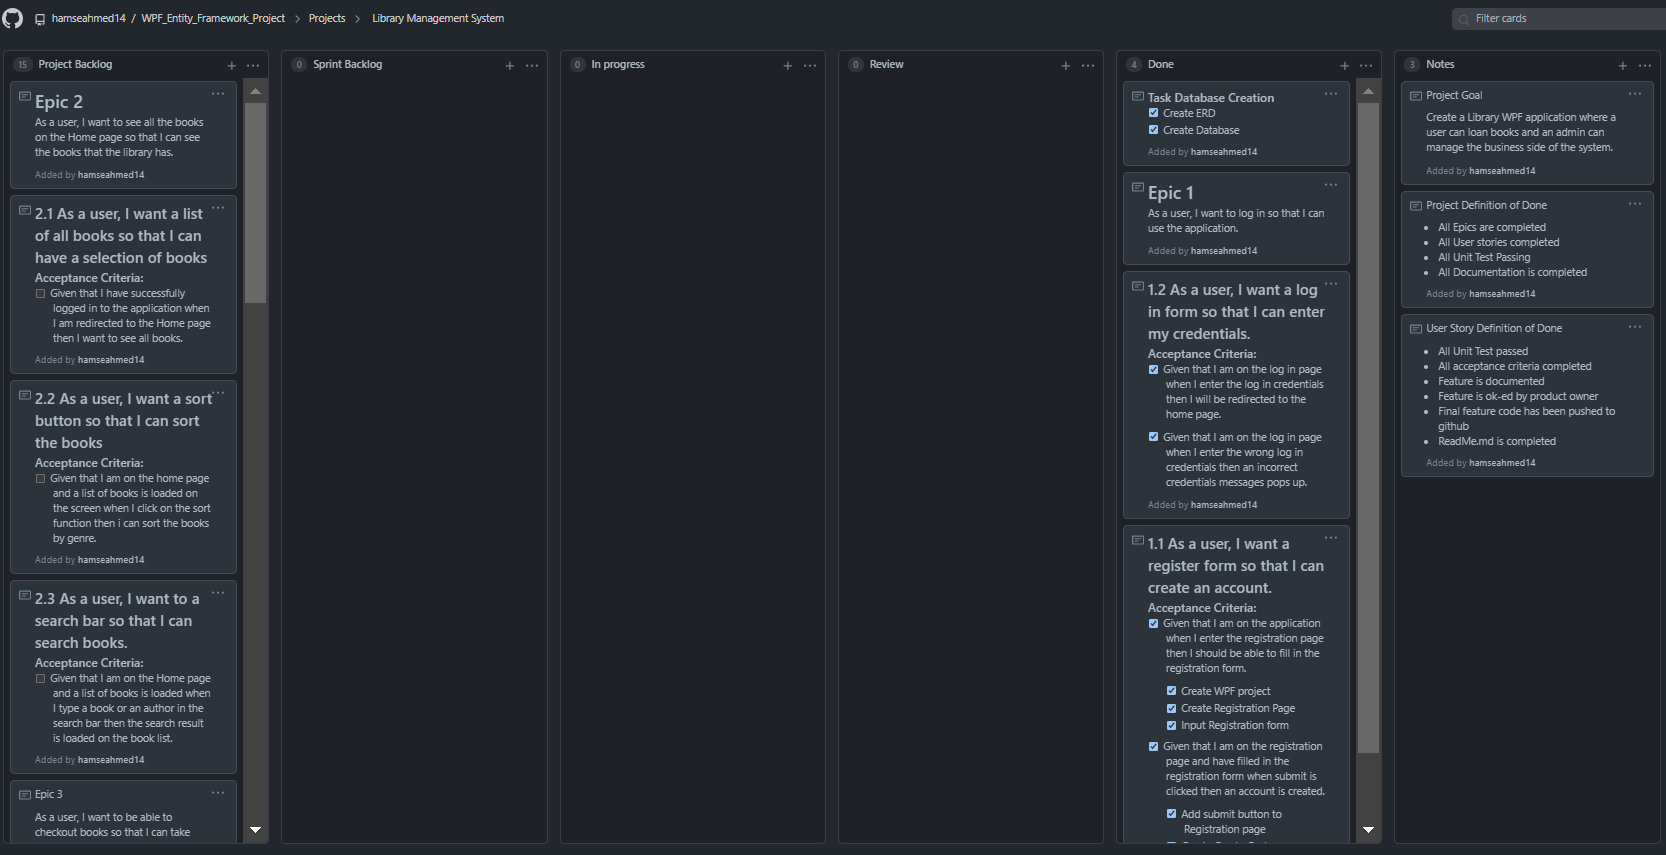 hamseahmed14 / WPF_Entity_Framework_Project > Projects > Library Management System
Filter cards
15 Project Backlog
Epic 2
As a user, I want to see all the books
on the Home page so that I can see
the books that the library has.
Added by hamseahmed14
2.1 As a user, I want a list
of all books so that I can
have a selection of books
Acceptance Criteria:
Given that I have successfully
logged in to the application when
I am redirected to the Home page
then I want to see all books.
Added by hamseahmed14
2.2 As a user, I want a sort
button so that I can sort
the books
Acceptance Criteria:
Given that I am on the home page
and a list of books is loaded on
the screen when I click on the sort
function then i can sort the books
by genre.
Added by hamseahmed14
2.3 As a user, I want to a
search bar so that I can
search books.
Acceptance Criteria:
Given that I am on the Home page
and a list of books is loaded when
I type a book or an author in the
search bar then the search result
is loaded on the book list.
Added by hamseahmed14
Epic 3
As a user, I want to be able to
checkout books so that I can take
0 Sprint Backlog
0 In progress
0 Review
4 Done
Task Database Creation
Create ERD
Create Database
Added by hamseahmed14
Epic 1
As a user, I want to log in so that I can
use the application.
Added by hamseahmed14
1.2 As a user, I want a log
in form so that I can enter
my credentials.
Acceptance Criteria:
Given that I am on the log in page
when I enter the log in credentials
then I will be redirected to the
home page.
Given that I am on the log in page
when I enter the wrong log in
credentials then an incorrect
credentials messages pops up.
Added by hamseahmed14
1.1 As a user, I want a
register form so that I can
create an account.
Acceptance Criteria:
Given that I am on the application
when I enter the registration page
then I should be able to fill in the
registration form.
Create WPF project
Create Registration Page
Input Registration form
Given that I am on the registration
page and have filled in the
registration form when submit is
clicked then an account is created.
Add submit button to
Registration page
3 Notes
Project Goal
Create a Library WPF application where a
user can loan books and an admin can
manage the business side of the system.
Added by hamseahmed14
Project Definition of Done
All Epics are completed
All User stories completed
All Unit Test Passing
All Documentation is completed
Added by hamseahmed14
User Story Definition of Done
All Unit Test passed
All acceptance criteria completed
Feature is documented
Feature is ok-ed by product owner
Final feature code has been pushed to
github
ReadMe.md is completed
Added by hamseahmed14